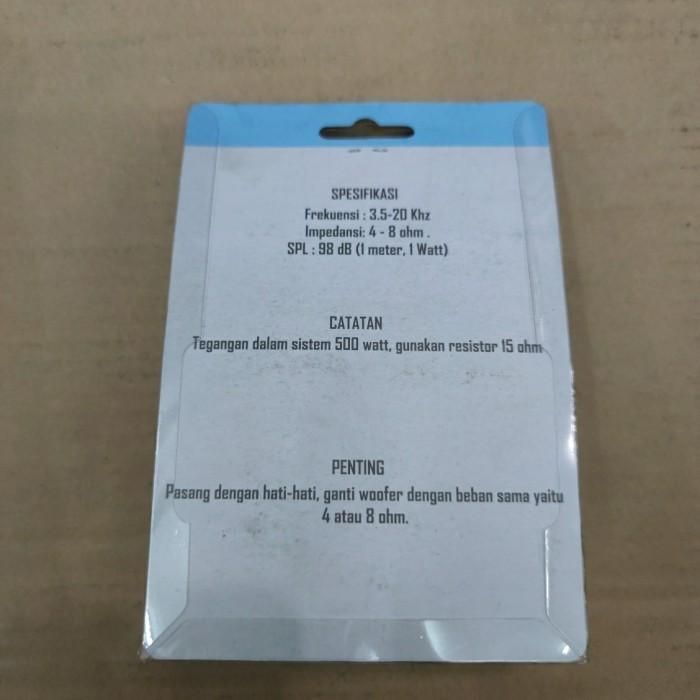 SPESIFIKASI
Frekuensi : 3.5-20 Khz
Impedansi: 4 - 8 ohm .
SPL : 98 dB (1 meter, 1 Watt)
CATATAN
Tegangan dalam sistem 500 watt, gunakan resistor 15 ohm
PENTING
Pasang dengan hati-hati, ganti woofer dengan beban sama yaitu
4 atau 8 ohm.